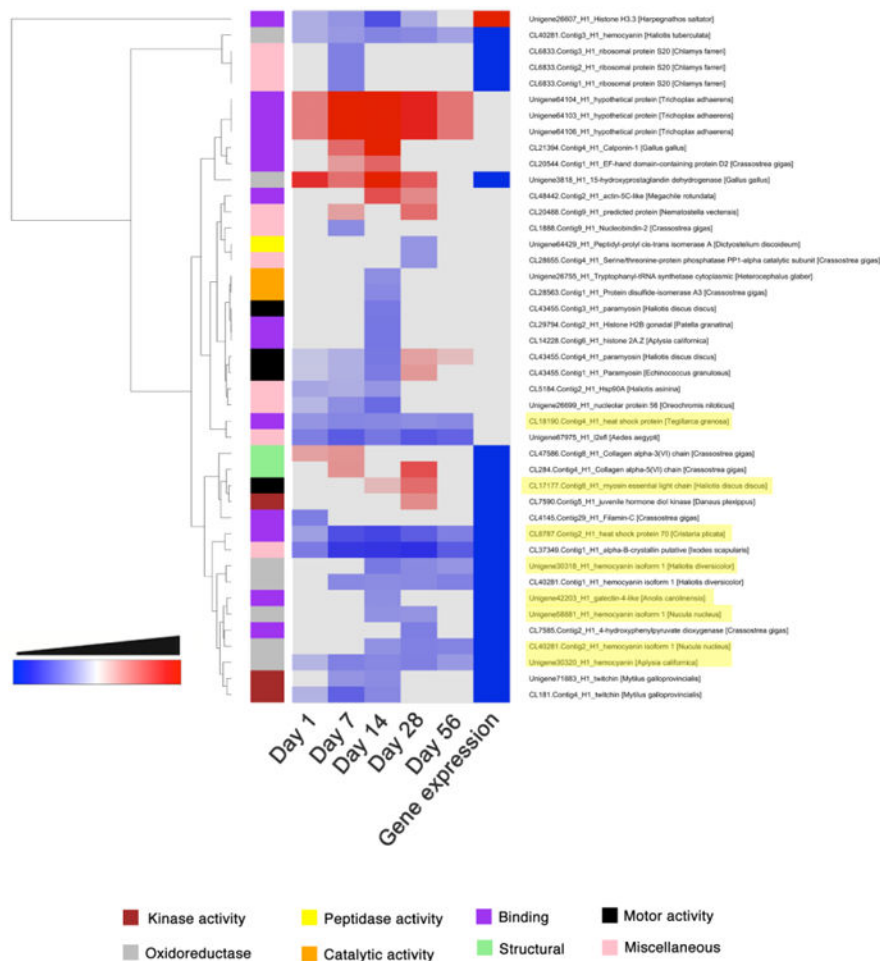 Unigene26607_H1_Histone H3.3 [Harpegnathos saltator]
CL40281.Contig3_H1_hemocyanin [Haliotis tuberculata]
CL6833.Contig3_H1_ribosomal protein S20 [Chlamys farreri]
CL6833.Contig2_H1_ribosomal protein S20 [Chlamys farreri]
CL6833.Contig1_H1_ribosomal protein S20 [Chlamys farreri]
Unigene64104_H1_hypothetical protein [Trichoplax adhaerens]
Unigene64103_H1_hypothetical protein [Trichoplax adhaerens]
Unigene64106_H1_hypothetical protein [Trichoplax adhaerens]
CL21394.Contig4_H1_Calponin-1 [Gallus gallus]
CL20544.Contig1_H1_EF-hand domain-containing protein D2 [Crassostrea gigas]
Unigene3818_H1_15-hydroxyprostaglandin dehydrogenase [Gallus gallus]
CL48442.Contig2_H1_actin-5C-like [Megachile rotundata]
CL20488.Contig9_H1_predicted protein [Nematostella vectensis]
CL1888.Contig9_H1_Nucleobindin-2 [Crassostrea gigas]
Unigene64429_H1_Peptidyl-prolyl cis-trans isomerase A [Dictyostelium discoideum]
CL28655.Contig4_H1_Serine/threonine-protein phosphatase PP1-alpha catalytic subunit [Crassostrea gigas]
Unigene26755_H1_Tryptophanyl-tRNA synthetase cytoplasmic [Heterocephalus glaber]
CL28563.Contig1_H1_Protein disulfide-isomerase A3 [Crassostrea gigas]
CL43455.Contig3_H1_paramyosin [Haliotis discus discus]
CL29794.Contig2_H1_Histone H2B gonadal [Patella granatina]
CL14228.Contig6_H1_histone 2A.Z [Aplysia californica]
CL43455.Contig4_H1_paramyosin [Haliotis discus discus]
CL43455.Contig1_H1_Paramyosin [Echinococcus granulosus]
CL5184.Contig2_H1_Hsp90A [Haliotis asinina]
Unigene26699_H1_nucleolar protein 56 [Oreochromis niloticus]
CL18190.Contig4_H1_heat shock protein [Tegillarca granosa]
Unigene67975_H1_l2efl [Aedes aegypti]
CL47586.Contig8_H1_Collagen alpha-3(VI) chain [Crassostrea gigas]
CL284.Contig4_H1_Collagen alpha-5(VI) chain [Crassostrea gigas]
CL17177.Contig8_H1_myosin essential light chain [Haliotis discus discus]
CL7590.Contig5_H1_juvenile hormone diol kinase [Danaus plexippus]
CL4145.Contig29_H1_Filamin-C [Crassostrea gigas]
CL6787.Contig2_H1_heat shock protein 70 [Cristaria plicata]
CL37349.Contig1_H1_alpha-B-crystallin putative [Ixodes scapularis]
Unigene30318_H1_hemocyanin isoform 1 [Haliotis diversicolor]
CL40281.Contig1_H1_hemocyanin isoform 1 [Haliotis diversicolor]
Unigene42203_H1_galectin-4-like [Anolis carolinensis]
Unigene58881_H1_hemocyanin isoform 1 [Nucula nucleus]
CL7585.Contig2_H1_4-hydroxyphenylpyruvate dioxygenase [Crassostrea gigas]
CL40281.Contig2_H1_hemocyanin isoform 1 [Nucula nucleus]
Unigene30320_H1_hemocyanin [Aplysia californica]
Unigene71683_H1_twitchin [Mytilus galloprovincialis]
CL181.Contig4_H1_twitchin [Mytilus galloprovincialis]
Day 1
Day 7
Day 14
Day 28
Day 56
Gene expression
Kinase activity
Peptidase activity
Binding
Motor activity
Oxidoreductase
Catalytic activity
Structural
Miscellaneous